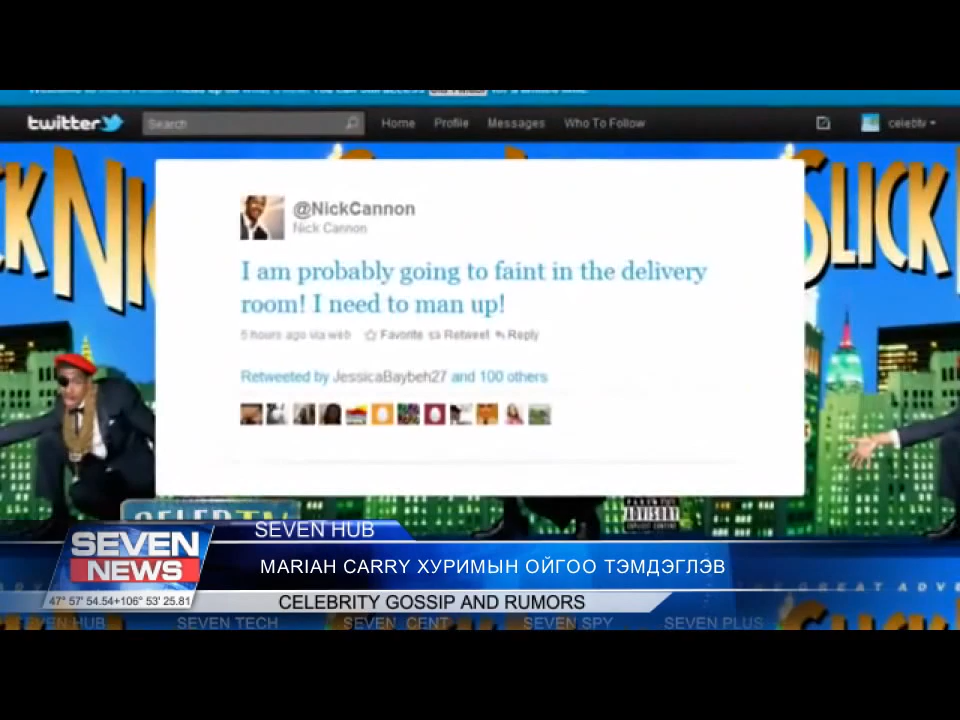 twitter
Search
Home Profile Messages Who To Follow
celebtv
@NickCannon
Nick Cannon
I am probably going to faint in the delivery
room! I need to man up!
5 hours ago via web Favorite Retweet Reply
Retweeted by JessicaBaybeh27 and 100 others
SLICK
CELEBTV
ADVISORY
SEVEN HUB
SEVEN
NEWS
MARIAH CARRY ХУРИМЫН ОЙГОО ТЭМДЭГЛЭВ
47° 57' 54.54+106° 53' 25.81
CELEBRITY GOSSIP AND RUMORS
SEVEN HUB SEVEN TECH SEVEN CENT SEVEN SPY SEVEN PLUS